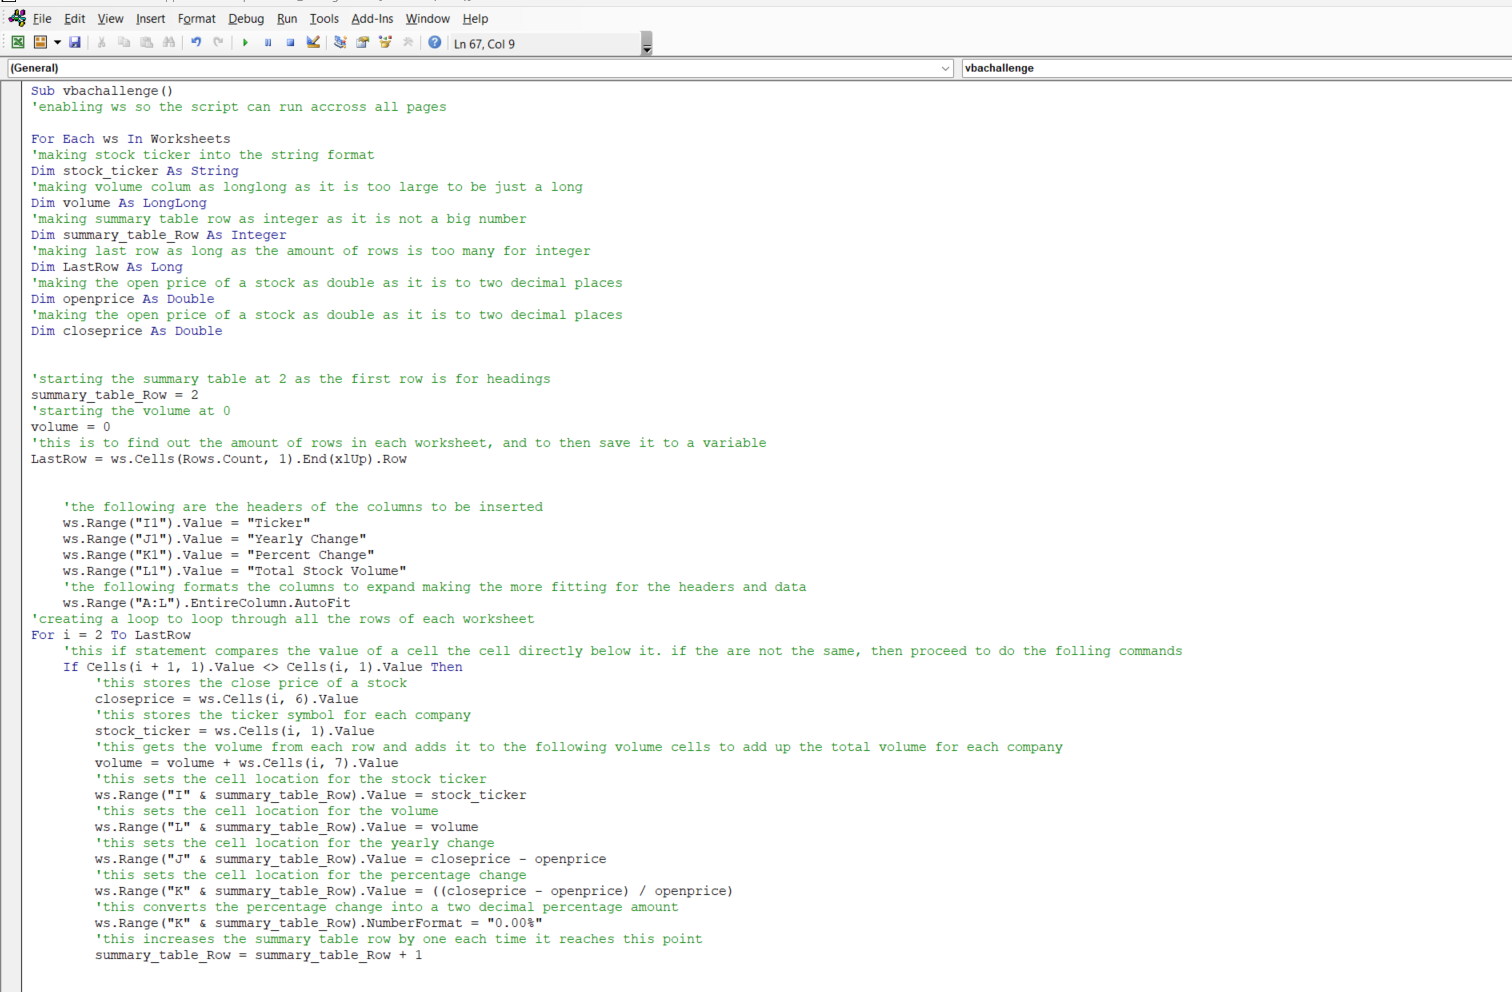 File Edit View Insert Format Debug Run Tools Add-Ins Window Help
Ln 67, Col 9
(General) vbachallenge
Sub vbachallenge()
'enabling ws so the script can run accross all pages
For Each ws In Worksheets
'making stock ticker into the string format
Dim stock_ticker As String
'making volume colum as longlong as it is too large to be just a long
Dim volume As LongLong
'making summary table row as integer as it is not a big number
Dim summary_table_Row As Integer
'making last row as long as the amount of rows is too many for integer
Dim LastRow As Long
'making the open price of a stock as double as it is to two decimal places
Dim openprice As Double
'making the open price of a stock as double as it is to two decimal places
Dim closeprice As Double
'starting the summary table at 2 as the first row is for headings
summary_table_Row = 2
'starting the volume at 0
volume = 0
'this is to find out the amount of rows in each worksheet, and to then save it to a variable
LastRow = ws.Cells(Rows.Count, 1).End(xlUp).Row
'the following are the headers of the columns to be inserted
ws.Range("I1").Value = "Ticker"
ws.Range("J1").Value = "Yearly Change"
ws.Range("K1").Value = "Percent Change"
ws.Range("L1").Value = "Total Stock Volume"
'the following formats the columns to expand making the more fitting for the headers and data
ws.Range("A:L").EntireColumn.AutoFit
'creating a loop to loop through all the rows of each worksheet
For i = 2 To LastRow
'this if statement compares the value of a cell the cell directly below it. if the are not the same, then proceed to do the folling commands
If Cells(i + 1, 1).Value <> Cells(i, 1).Value Then
'this stores the close price of a stock
closeprice = ws.Cells(i, 6).Value
'this stores the ticker symbol for each company
stock_ticker = ws.Cells(i, 1).Value
'this gets the volume from each row and adds it to the following volume cells to add up the total volume for each company
volume = volume + ws.Cells(i, 7).Value
'this sets the cell location for the stock ticker
ws.Range("I" & summary_table_Row).Value = stock_ticker
'this sets the cell location for the volume
ws.Range("L" & summary_table_Row).Value = volume
'this sets the cell location for the yearly change
ws.Range("J" & summary_table_Row).Value = closeprice - openprice
'this sets the cell location for the percentage change
ws.Range("K" & summary_table_Row).Value = ((closeprice - openprice) / openprice)
'this converts the percentage change into a two decimal percentage amount
ws.Range("K" & summary_table_Row).NumberFormat = "0.00%"
'this increases the summary table row by one each time it reaches this point
summary_table_Row = summary_table_Row + 1